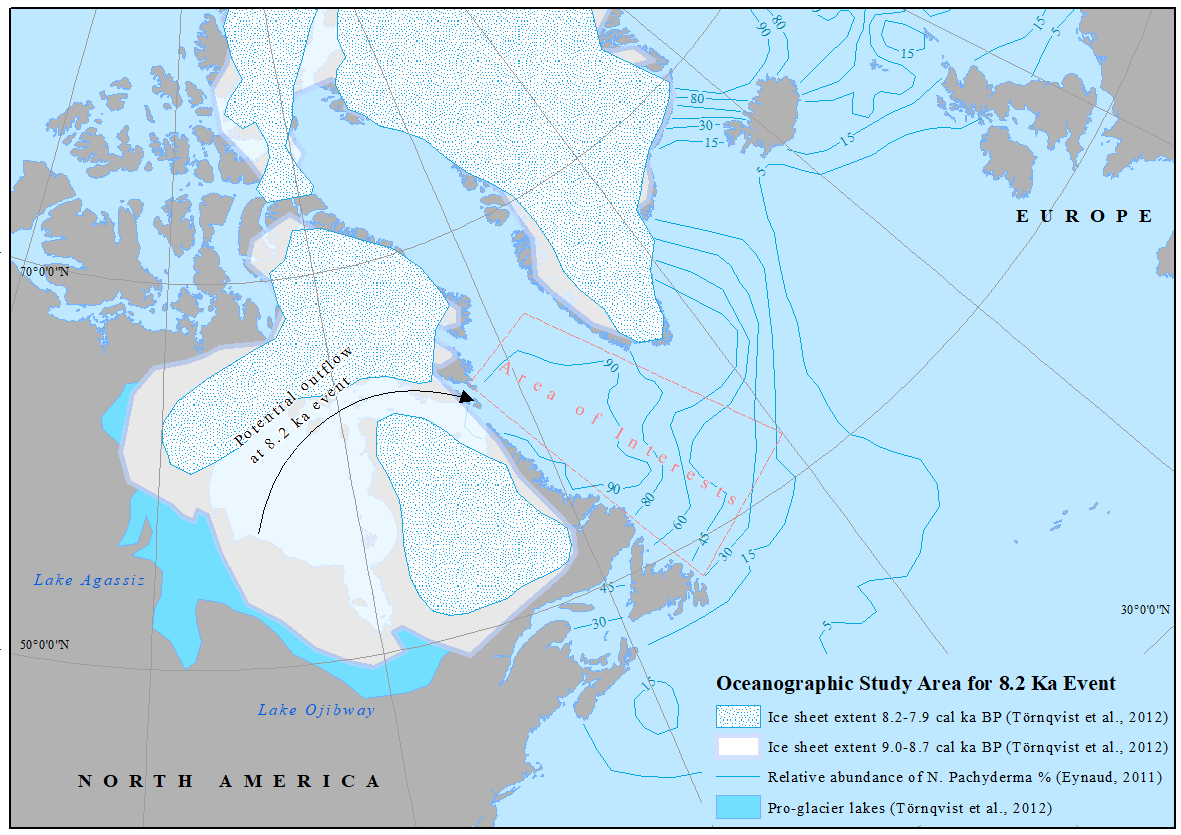 90
80
15
15
5
80
30
15
15
5
EUROPE
70°0'0"N
Potential outflow
at 8.2 ka event
90
Area of Interests
90
80
60
45
30
15
Lake Agassiz
45
30
5
30°0'0"N
50°0'0"N
15
Lake Ojibway
NORTH AMERICA
Oceanographic Study Area for 8.2 Ka Event
Ice sheet extent 8.2-7.9 cal ka BP (Törnqvist et al., 2012)
Ice sheet extent 9.0-8.7 cal ka BP (Törnqvist et al., 2012)
Relative abundance of N. Pachyderma % (Eynaud, 2011)
Pro-glacier lakes (Törnqvist et al., 2012)